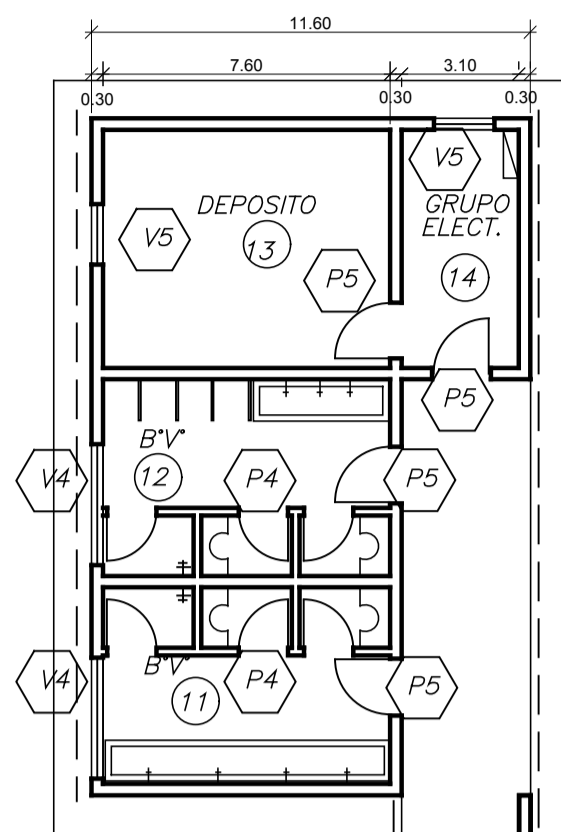 11.60
7.60 3.10
0.30 0.30 0.30
V5
DEPOSITO GRUPO
ELECT.
V5 13
P5 14
P5
B°V°
V4 12 P4 P5
B°V°
V4 11 P4 P5